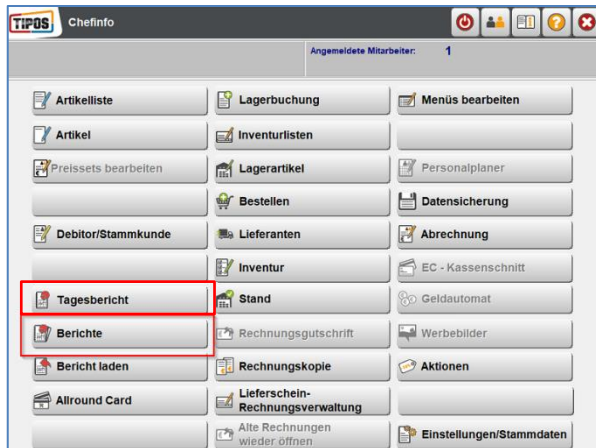 TIPOS Chefinfo
Angemeldete Mitarbeiter: 1
Artikelliste
Lagerbuchung
Menüs bearbeiten
Artikel
Inventurlisten
Preissets bearbeiten
Lagerartikel
Personalplaner
Bestellen
Datensicherung
Debitor/Stammkunde
Lieferanten
Abrechnung
Inventur
EC - Kassenschnitt
Tagesbericht
Stand
Geldautomat
Berichte
Rechnungsgutschrift
Werbebilder
Bericht laden
Rechnungskopie
Aktionen
Allround Card
Lieferschein-
Rechnungsverwaltung
Alte Rechnungen
wieder öffnen
Einstellungen/Stammdaten